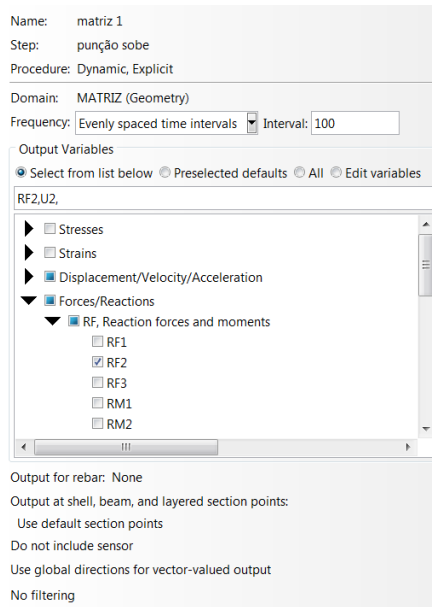 Name: matriz 1
Step: punção sobe
Procedure: Dynamic, Explicit
Domain: MATRIZ (Geometry)
Frequency: Evenly spaced time intervals Interval: 100
Output Variables
Select from list below Preselected defaults All Edit variables
RF2,U2,
Stresses
Strains
Displacement/Velocity/Acceleration
Forces/Reactions
RF, Reaction forces and moments
RF1
RF2
RF3
RM1
RM2
Output for rebar: None
Output at shell, beam, and layered section points:
Use default section points
Do not include sensor
Use global directions for vector-valued output
No filtering